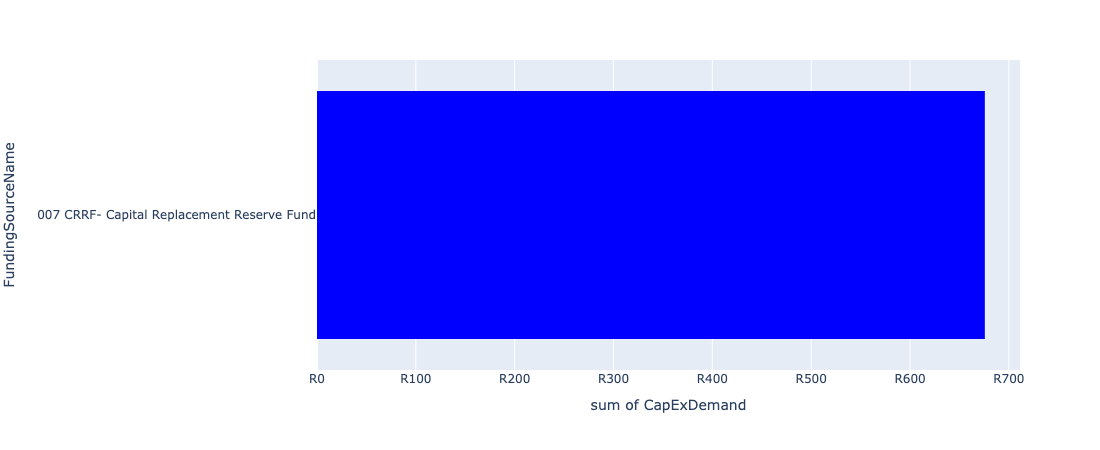 FundingSourceName
007 CRRF- Capital Replacement Reserve Fund
R0 R100 R200 R300 R400 R500 R600 R700
sum of CapExDemand